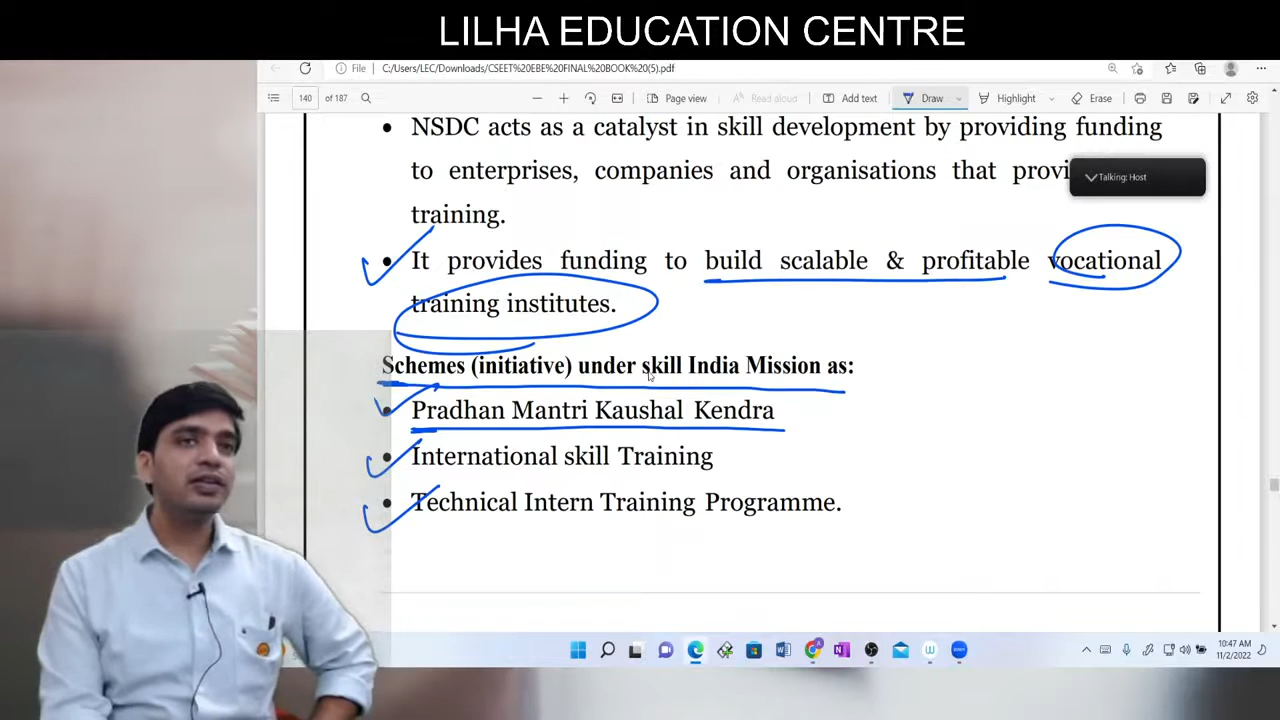 LILHA EDUCATION CENTRE
File C:/Users/LEC/Downloads/CSEET%20EBE%20FINAL%20BOOK%20(5).pdf
140 of 187 Page view Read aloud Add text Draw Highlight Erase
• NSDC acts as a catalyst in skill development by providing funding
to enterprises, companies and organisations that provi
Talking: Host
training.
• It provides funding to build scalable & profitable vocational
training institutes.
Schemes (initiative) under skill India Mission as:
• Pradhan Mantri Kaushal Kendra
• International skill Training
• Technical Intern Training Programme.
10:47 AM
11/2/2022